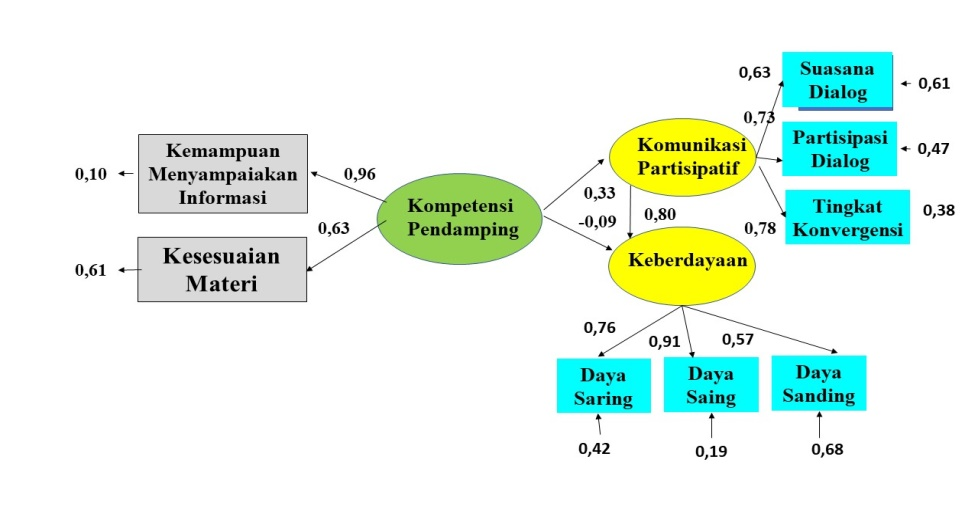 0,63
Suasana
Dialog
0,61
0,73
Partisipasi
Dialog
0,47
Komunikasi
Partisipatif
Kemampuan
Menyampaiakan
Informasi
0,10
0,96
Kompetensi
Pendamping
0,33
-0,09
0,80
0,78
Tingkat
Konvergensi
0,38
0,63
Kesesuaian
Materi
0,61
Keberdayaan
0,76
0,91
0,57
Daya
Saring
Daya
Saing
Daya
Sanding
0,42
0,19
0,68